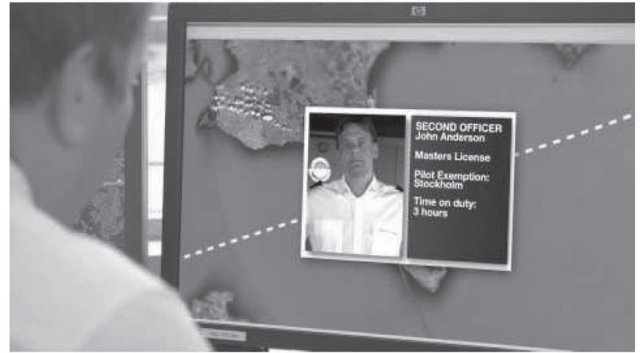 SECOND OFFICER
John Anderson
Masters License
Pilot Exemption:
Stockholm
Time on duty:
3 hours